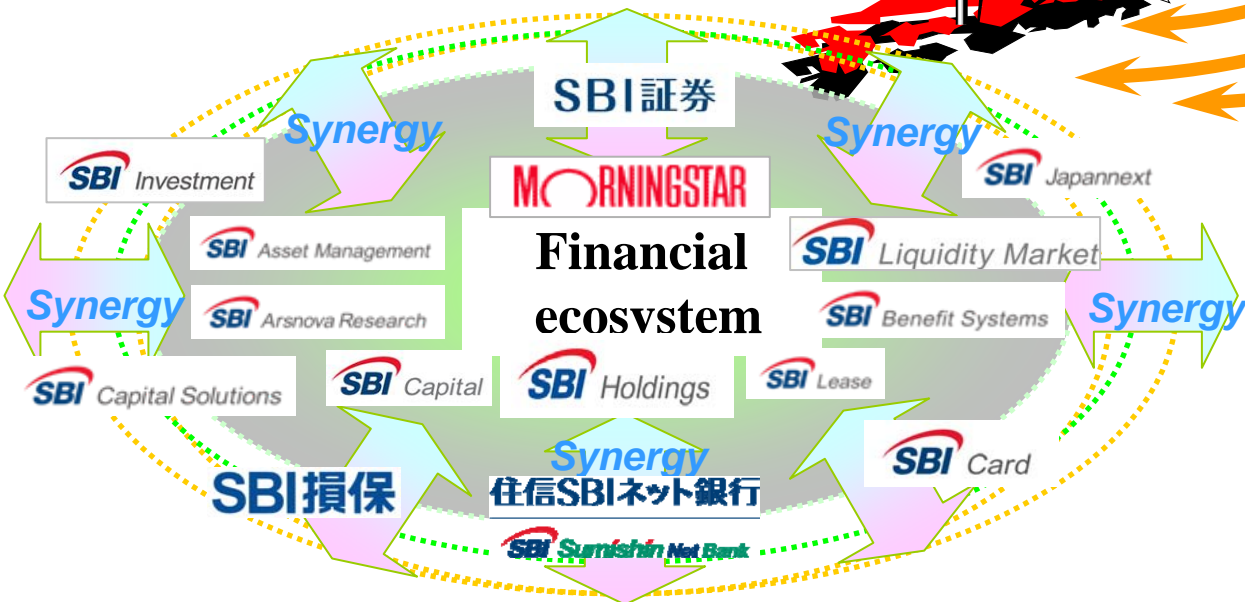 SBI証券
Synergy
Synergy
SBI Investment
MORNINGSTAR
SBI Japannext
SBI Asset Management
Financial
ecosystem
SBI Liquidity Market
Synergy
SBI Arsnova Research
SBI Benefit Systems
Synergy
SBI Capital Solutions
SBI Capital
SBI Holdings
SBI Lease
Synergy
SBI Card
SBI損保
住信SBIネット銀行
SBI Sumishin Net Bank